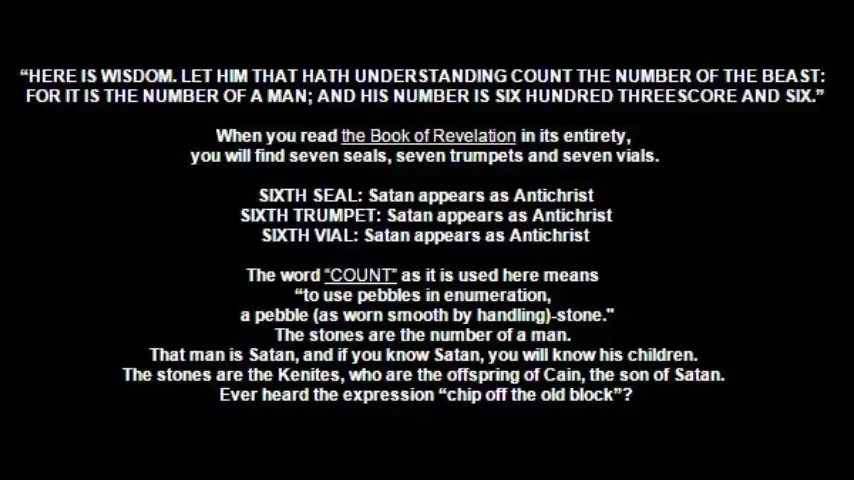 “HERE IS WISDOM. LET HIM THAT HATH UNDERSTANDING COUNT THE NUMBER OF THE BEAST:
FOR IT IS THE NUMBER OF A MAN; AND HIS NUMBER IS SIX HUNDRED THREESCORE AND SIX.”
When you read the Book of Revelation in its entirety,
you will find seven seals, seven trumpets and seven vials.
SIXTH SEAL: Satan appears as Antichrist
SIXTH TRUMPET: Satan appears as Antichrist
SIXTH VIAL: Satan appears as Antichrist
The word “COUNT” as it is used here means
“to use pebbles in enumeration,
a pebble (as worn smooth by handling)-stone."
The stones are the number of a man.
That man is Satan, and if you know Satan, you will know his children.
The stones are the Kenites, who are the offspring of Cain, the son of Satan.
Ever heard the expression “chip off the old block”?